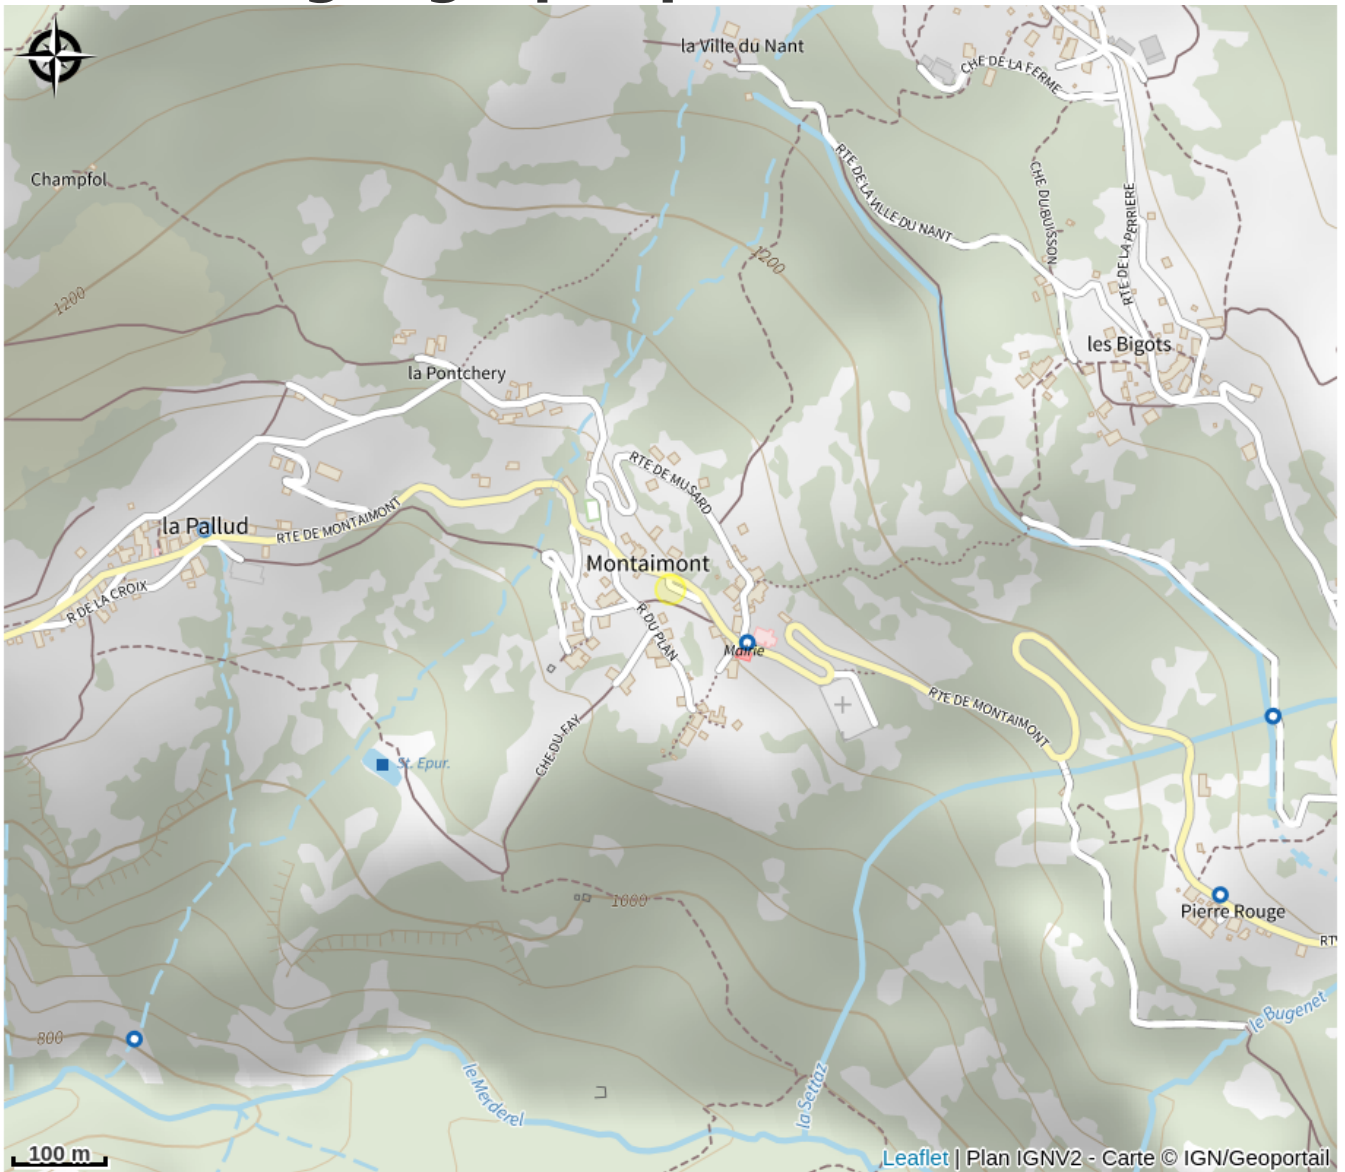 la Ville du Nant
CHE DE LA FERME
Champfol
RTE DE LA VILLE DU NANT
CHE DU BUISSON
RTE DE LA PERRIERE
1200
1200
les Bigots
la Pontchery
RTE DE MUSARD
la Pallud
RTE DE MONTAIMONT
Montaimont
R DE LA CROIX
R DU PLAN
Mairie
RTE DE MONTAIMONT
CHE DU FAY
St. Epur.
1000
Pierre Rouge
le Bugenet
800
le Merderel
la Settaz
100 m
Leaflet | Plan IGNV2 - Carte © IGN/Geoportail